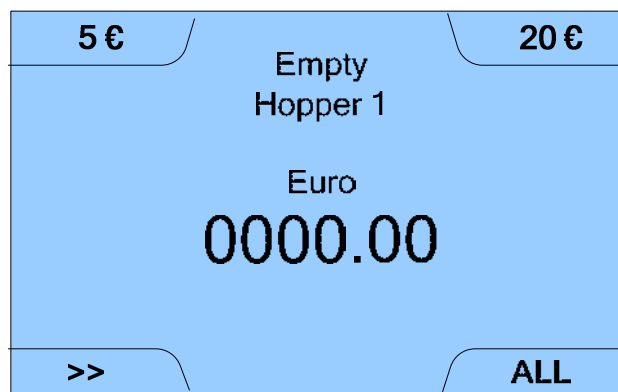 5 € 20 €
Empty
Hopper 1
Euro
0000.00
>> ALL